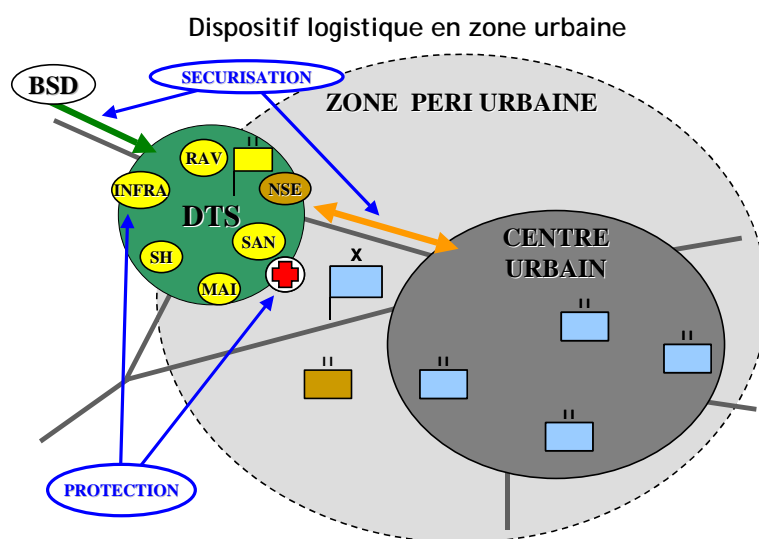 Dispositif logistique en zone urbaine
BSD
SECURISATION
ZONE PERI URBAINE
RAV
II
INFRA
NSE
DTS
SAN
CENTRE
URBAIN
SH
X
MAI
II
II
II
II
II
PROTECTION